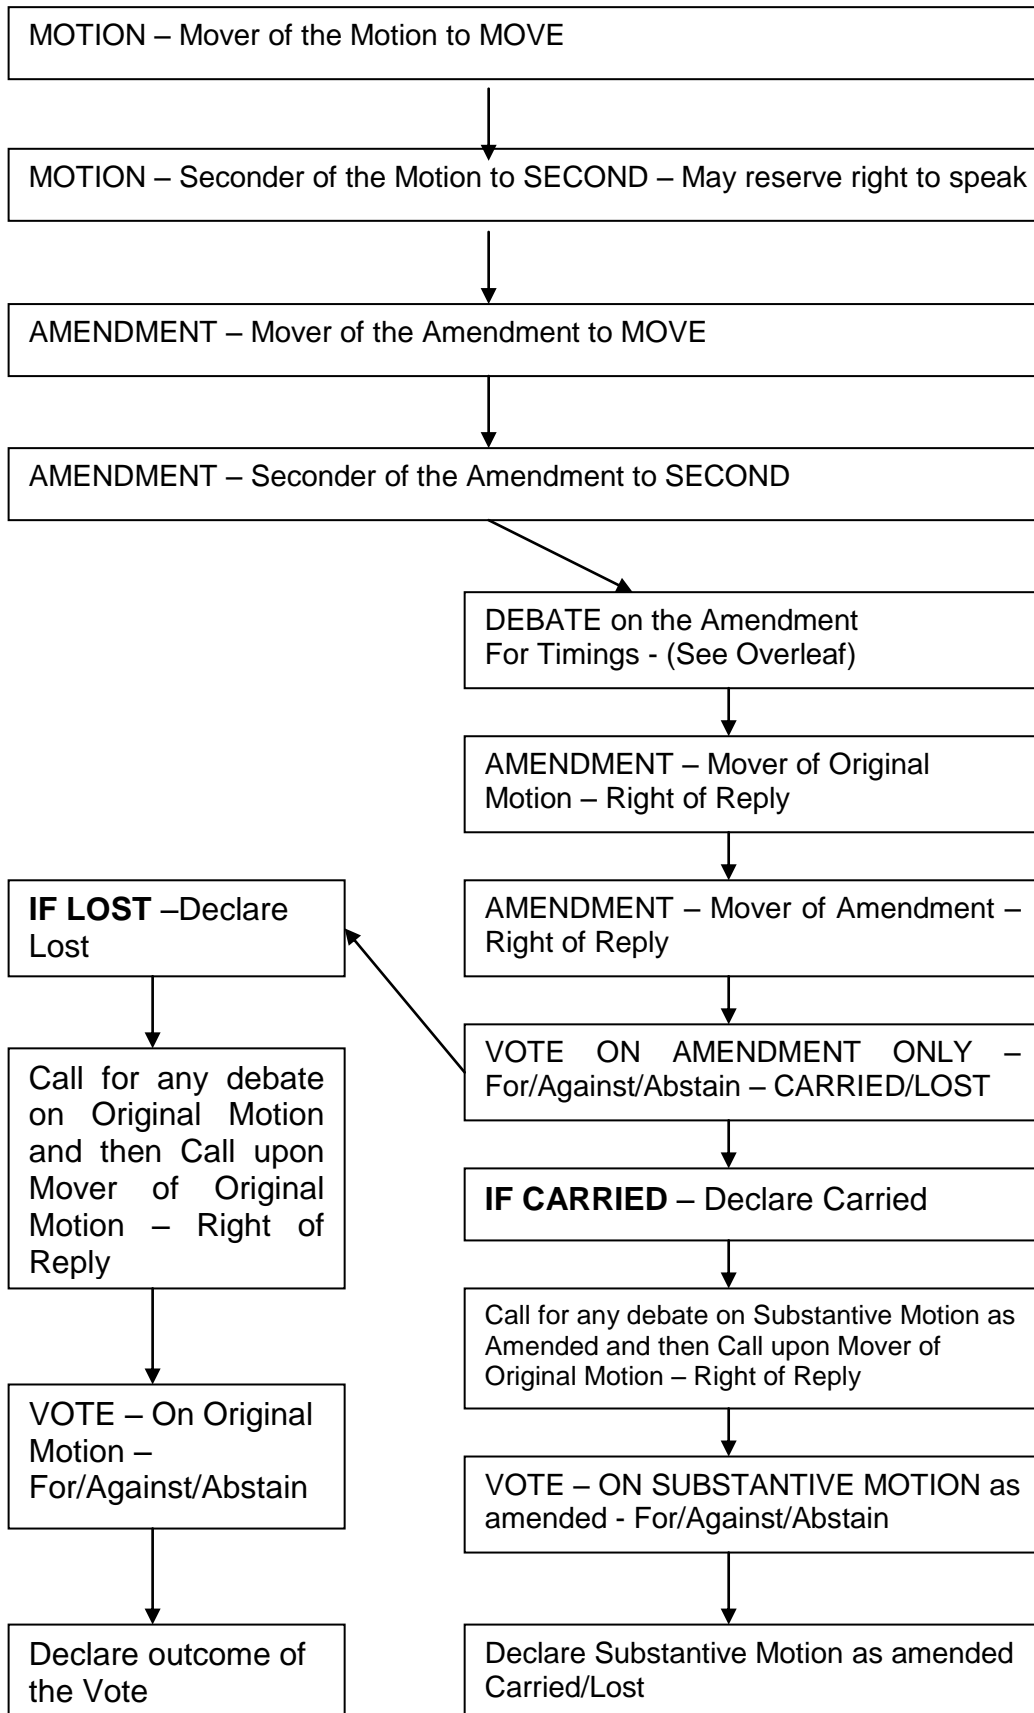 MOTION – Mover of the Motion to MOVE
MOTION – Seconder of the Motion to SECOND – May reserve right to speak
AMENDMENT – Mover of the Amendment to MOVE
AMENDMENT – Seconder of the Amendment to SECOND
DEBATE on the Amendment
For Timings - (See Overleaf)
AMENDMENT – Mover of Original
Motion – Right of Reply
AMENDMENT – Mover of Amendment –
Right of Reply
VOTE ON AMENDMENT ONLY –
For/Against/Abstain – CARRIED/LOST
IF LOST –Declare
Lost
Call for any debate
on Original Motion
and then Call upon
Mover of Original
Motion – Right of
Reply
VOTE – On Original
Motion –
For/Against/Abstain
Declare outcome of
the Vote
IF CARRIED – Declare Carried
Call for any debate on Substantive Motion as
Amended and then Call upon Mover of
Original Motion – Right of Reply
VOTE – ON SUBSTANTIVE MOTION as
amended - For/Against/Abstain
Declare Substantive Motion as amended
Carried/Lost